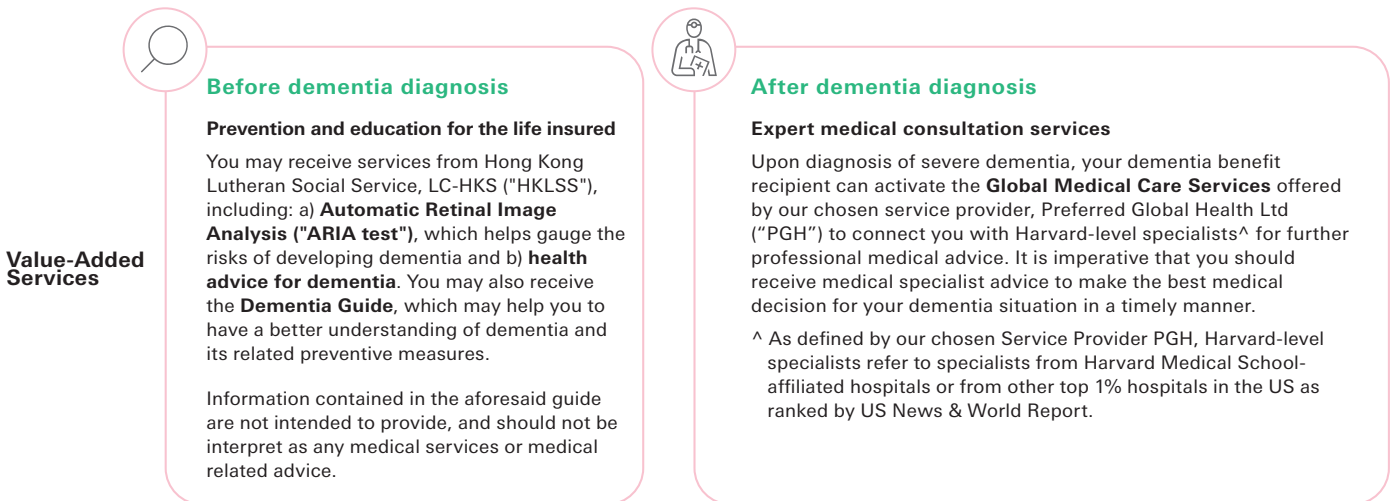 Value-Added
Services
Before dementia diagnosis
Prevention and education for the life insured
You may receive services from Hong Kong
Lutheran Social Service, LC-HKS ("HKLSS"),
including: a) Automatic Retinal Image
Analysis ("ARIA test"), which helps gauge the
risks of developing dementia and b) health
advice for dementia. You may also receive
the Dementia Guide, which may help you to
have a better understanding of dementia and
its related preventive measures.
Information contained in the aforesaid guide
are not intended to provide, and should not be
interpret as any medical services or medical
related advice.
After dementia diagnosis
Expert medical consultation services
Upon diagnosis of severe dementia, your dementia benefit
recipient can activate the Global Medical Care Services offered
by our chosen service provider, Preferred Global Health Ltd
(“PGH”) to connect you with Harvard-level specialists^ for further
professional medical advice. It is imperative that you should
receive medical specialist advice to make the best medical
decision for your dementia situation in a timely manner.
^ As defined by our chosen Service Provider PGH, Harvard-level
specialists refer to specialists from Harvard Medical School-
affiliated hospitals or from other top 1% hospitals in the US as
ranked by US News & World Report.